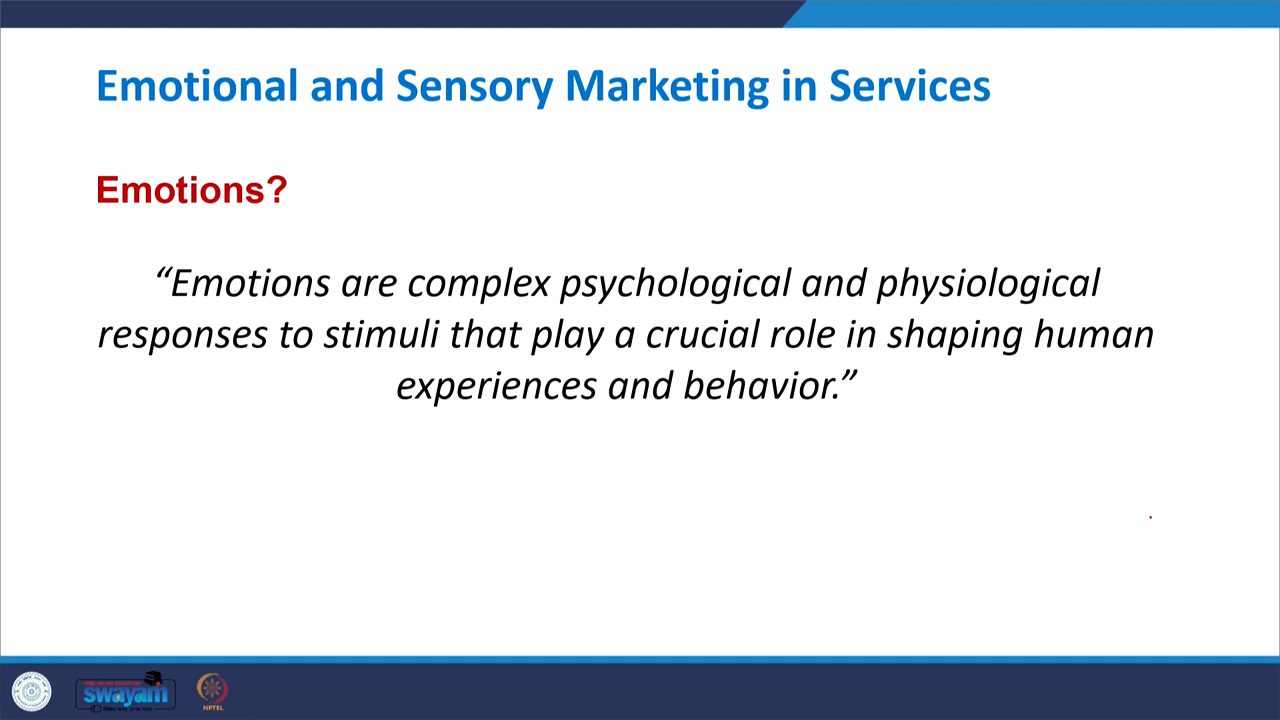 Emotional and Sensory Marketing in Services
Emotions?
“Emotions are complex psychological and physiological
responses to stimuli that play a crucial role in shaping human
experiences and behavior.”
swayam
NPTEL